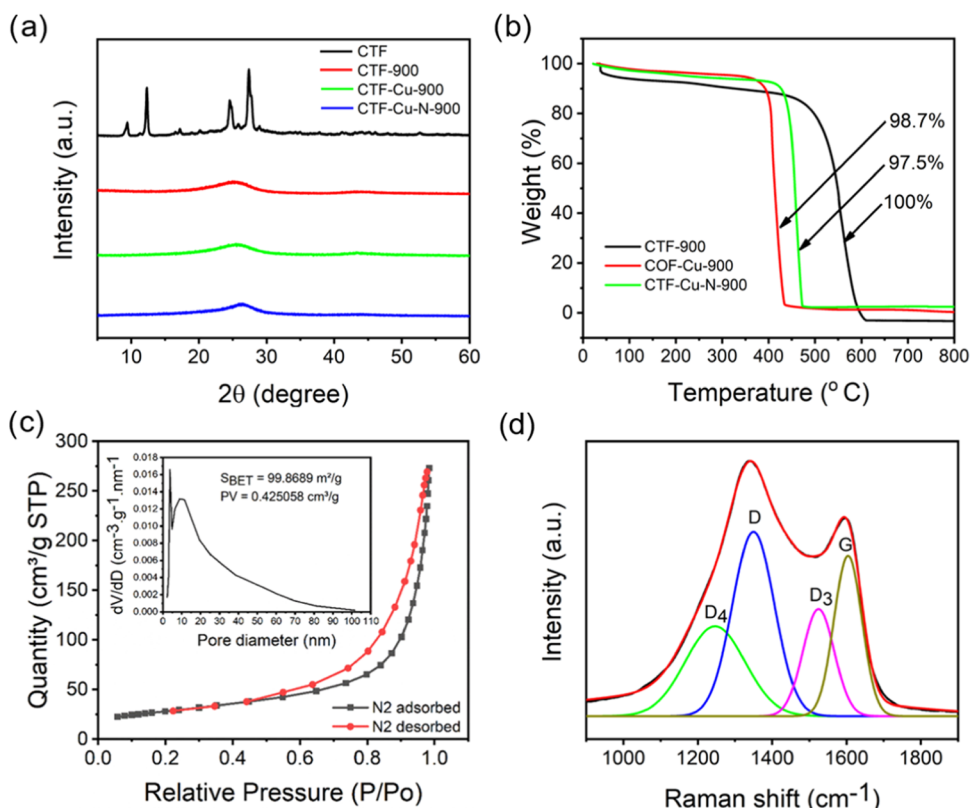 (a)
CTF
CTF-900
CTF-Cu-900
CTF-Cu-N-900
Intensity (a.u.)
10 20 30 40 50 60
2θ (degree)
(b)
100
80
60
40
20
0
Weight (%)
98.7%
97.5%
100%
CTF-900
COF-Cu-900
CTF-Cu-N-900
0 100 200 300 400 500 600 700 800
Temperature (° C)
(c)
300
250
200
150
100
50
0
Quantity (cm³/g STP)
0.018
0.016
0.014
0.012
0.010
0.008
0.006
0.004
0.002
0.000
dV/dD (cm⁻³.g⁻¹.nm⁻¹)
SBET = 99.8689 m²/g
PV = 0.425058 cm³/g
0 10 20 30 40 50 60 70 80 90 100 110
Pore diameter (nm)
N2 adsorbed
N2 desorbed
0.0 0.2 0.4 0.6 0.8 1.0
Relative Pressure (P/Po)
(d)
Intensity (a.u.)
D4
D
D3
G
1000 1200 1400 1600 1800
Raman shift (cm⁻¹)